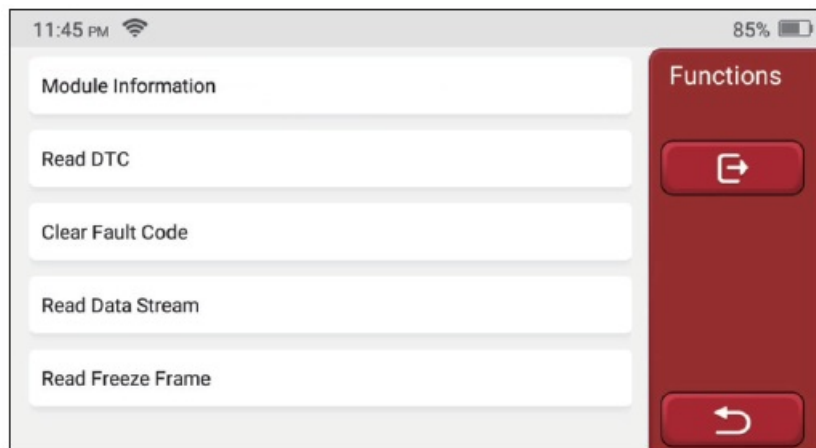 11:45 PM
85%
Functions
Module Information
Read DTC
Clear Fault Code
Read Data Stream
Read Freeze Frame